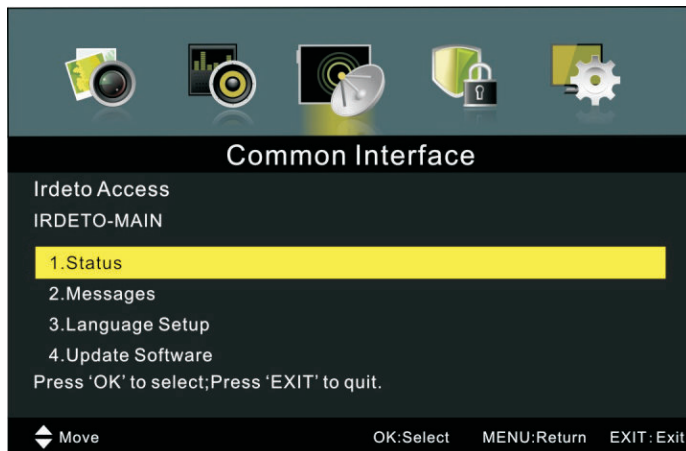 Common Interface
Irdeto Access
IRDETO-MAIN
1.Status
2.Messages
3.Language Setup
4.Update Software
Press ‘OK’ to select;Press ‘EXIT’ to quit.
Move OK:Select MENU:Return EXIT:Exit